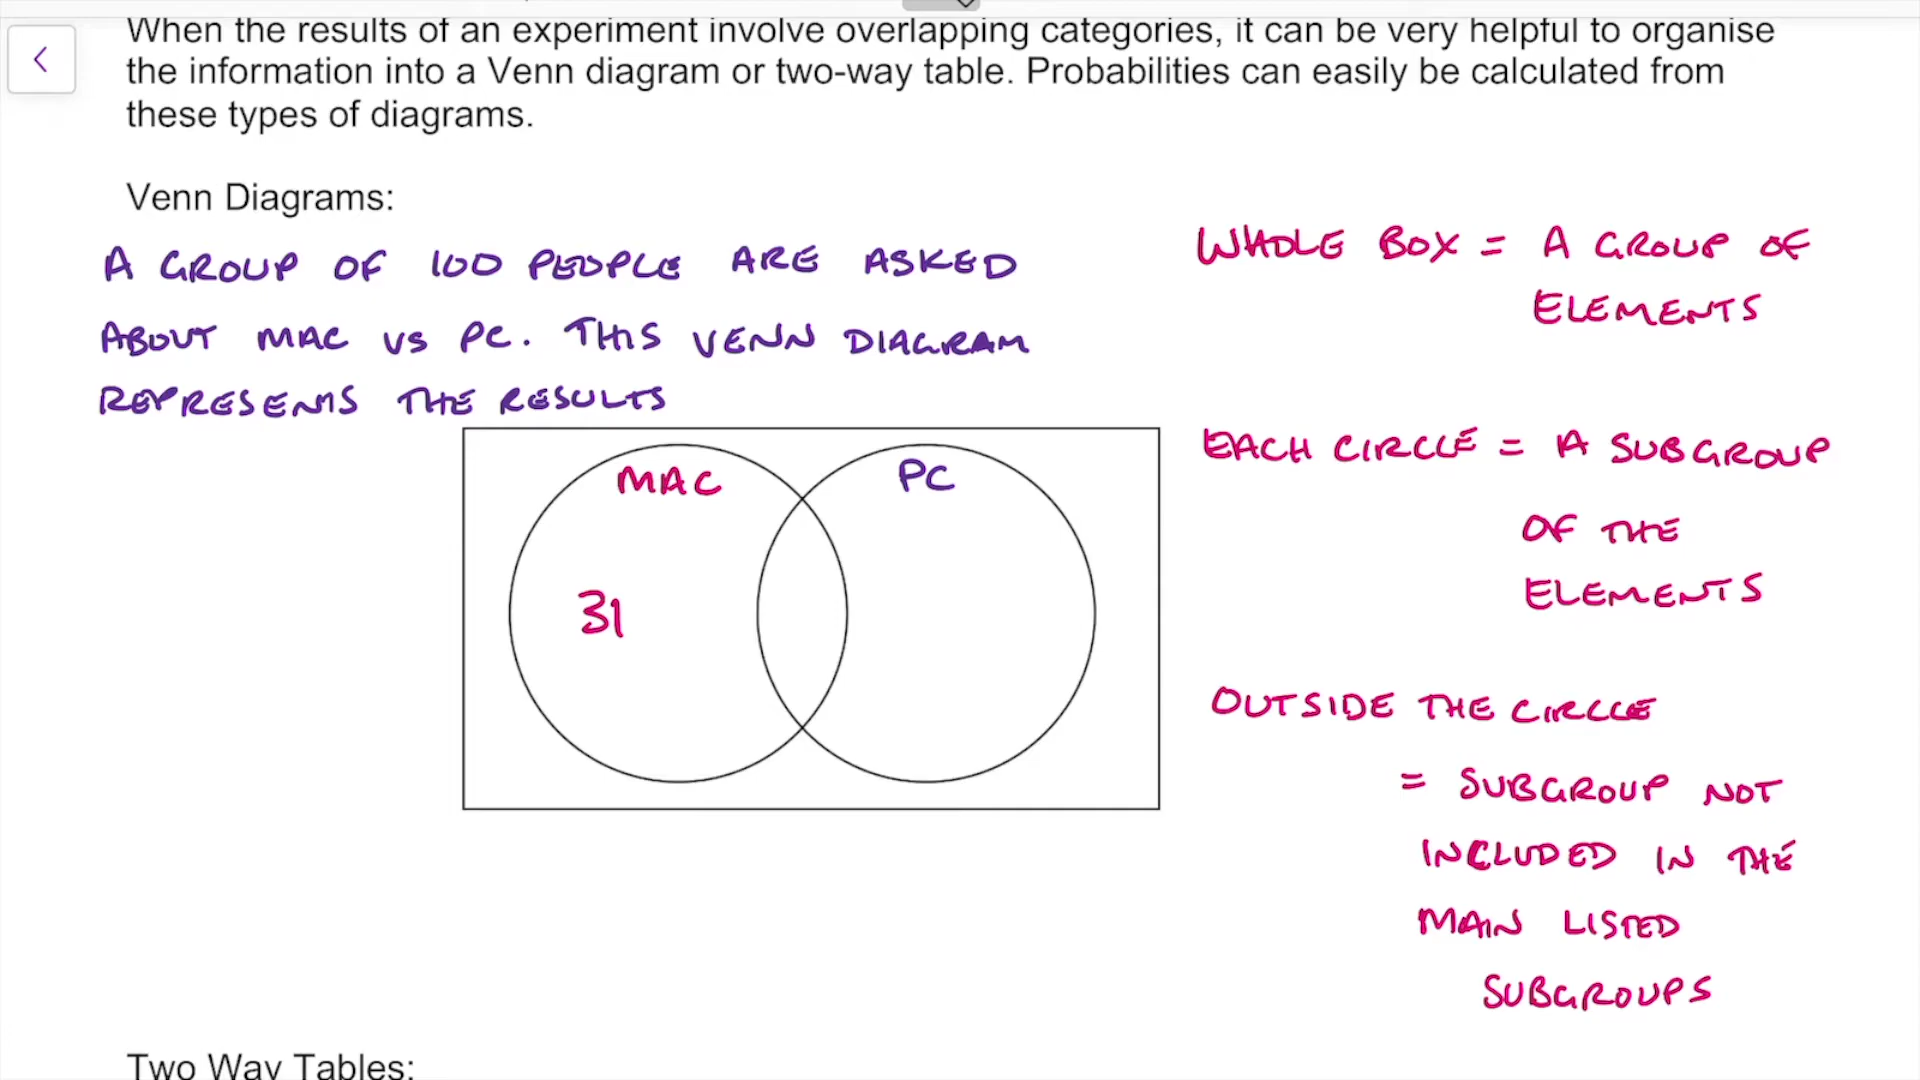 When the results of an experiment involve overlapping categories, it can be very helpful to organise
the information into a Venn diagram or two-way table. Probabilities can easily be calculated from
these types of diagrams.
Venn Diagrams:
A GROUP OF 100 PEOPLE ARE ASKED
ABOUT MAC VS PC. THIS VENN DIAGRAM
REPRESENTS THE RESULTS
MAC
PC
31
WHOLE BOX = A GROUP OF
ELEMENTS
EACH CIRCLE = A SUBGROUP
OF THE
ELEMENTS
OUTSIDE THE CIRCLE
= SUBGROUP NOT
INCLUDED IN THE
MAIN LISTED
SUBGROUPS
Two Way Tables: